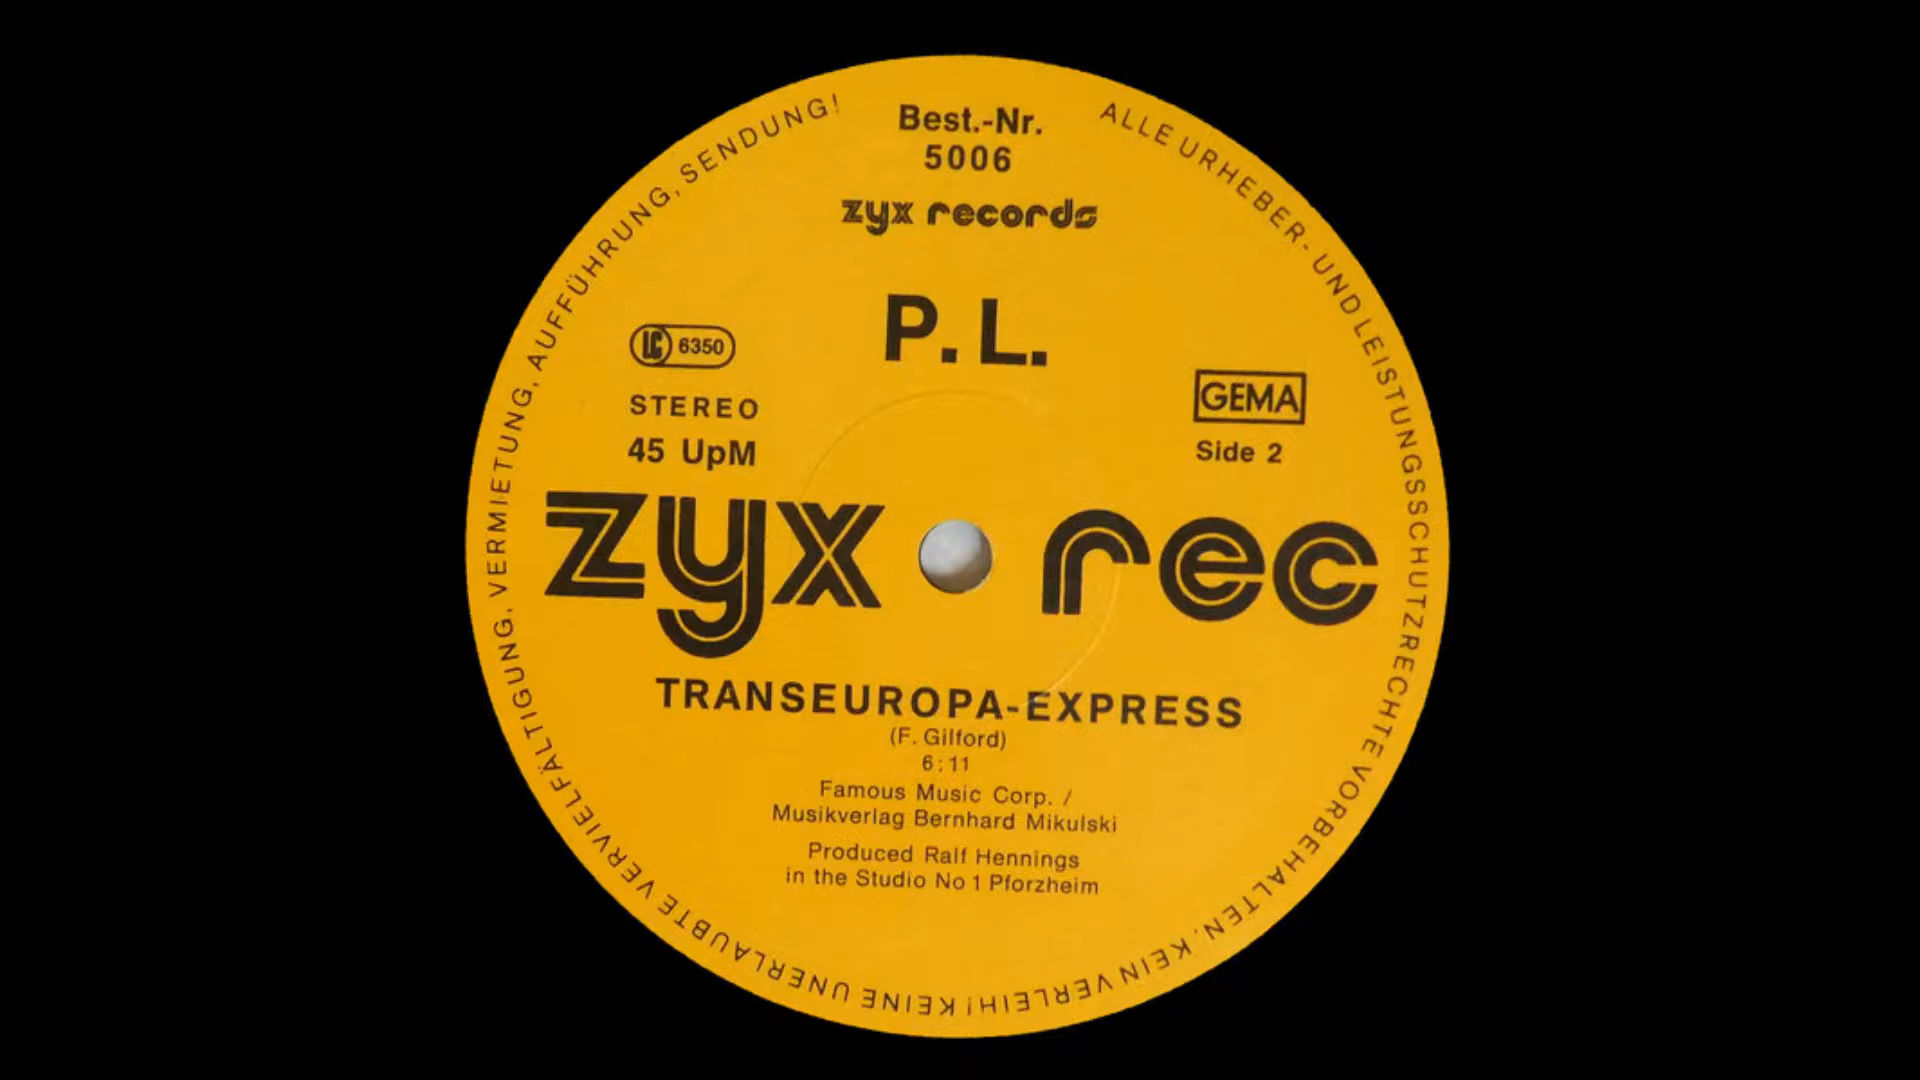 Best.-Nr.
5006
zyx records
P. L.
LC 6350
STEREO
45 UpM
GEMA
Side 2
zyx rec
TRANSEUROPA-EXPRESS
(F. Gilford)
6:11
Famous Music Corp. /
Musikverlag Bernhard Mikulski
Produced Ralf Hennings
in the Studio No 1 Pforzheim
ALLE URHEBER- UND LEISTUNGSSCHUTZRECHTE VORBEHALTEN, KEIN VERLEIH! KEINE UNERLAUBTE VERVIELFÄLTIGUNG, VERMIETUNG, AUFFÜHRUNG, SENDUNG!